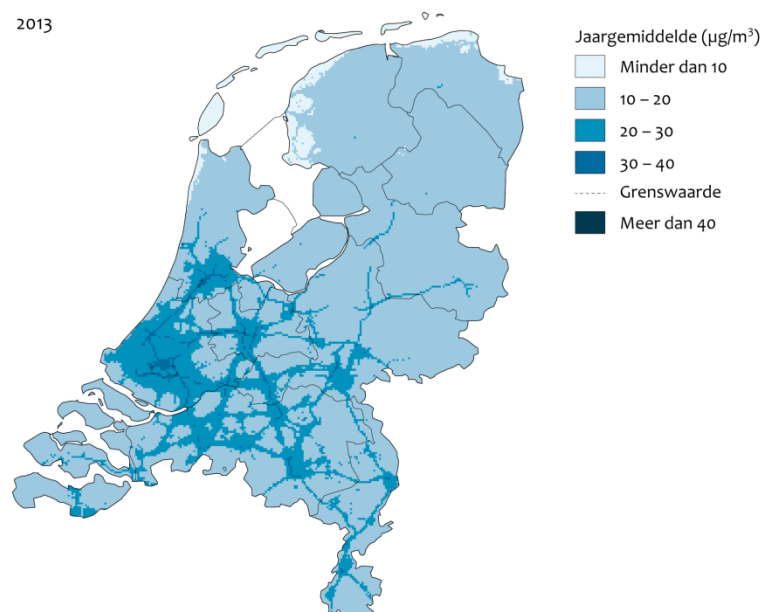 2013
Jaargemiddelde (µg/m³)
Minder dan 10
10 – 20
20 – 30
30 – 40
Grenswaarde
Meer dan 40